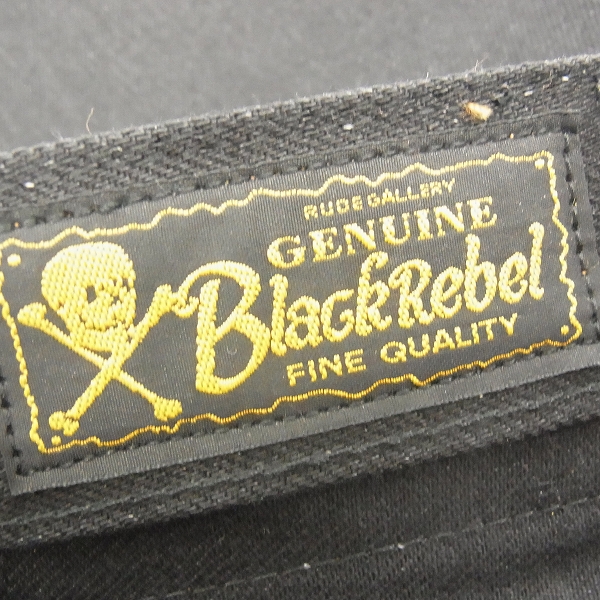 RUDE GALLERY
GENUINE
BlackRebel
FINE QUALITY